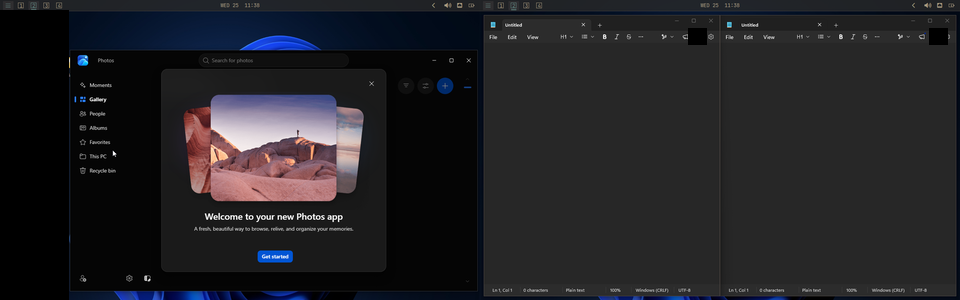 WED 25 11:38
Photos
Search for photos
Moments
Gallery
People
Albums
Favorites
This PC
Recycle bin
Welcome to your new Photos app
A fresh, beautiful way to browse, relive, and organize your memories.
Get started
WED 25 11:38
Untitled
File Edit View H1 B I
Ln 1, Col 1 0 characters Plain text 100% Windows (CRLF) UTF-8
Untitled
File Edit View H1 B I
Ln 1, Col 1 0 characters Plain text 100% Windows (CRLF) UTF-8